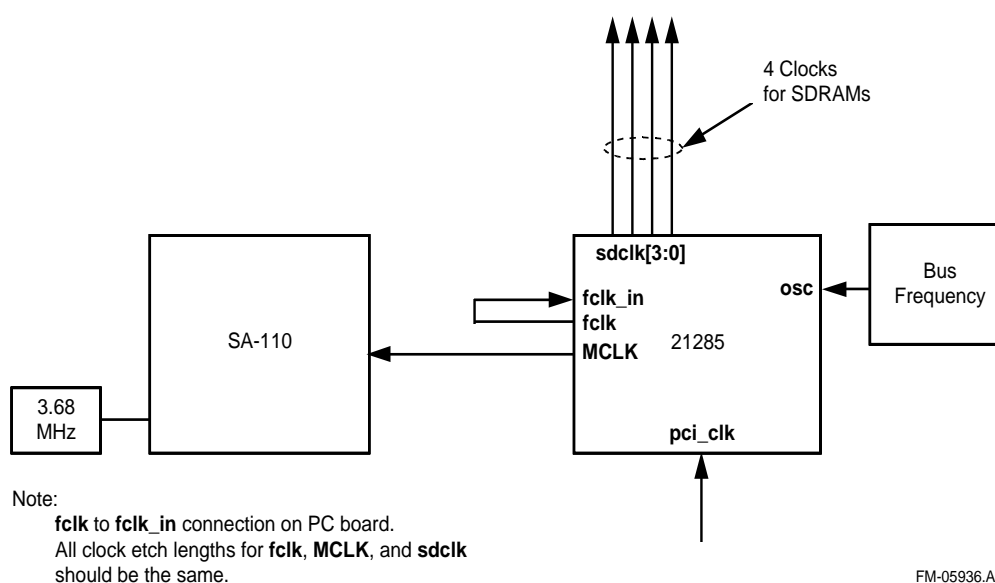 4 Clocks
for SDRAMs
sdclk[3:0]
osc
Bus
Frequency
fclk_in
fclk
MCLK
21285
SA-110
3.68
MHz
pci_clk
Note:
fclk to fclk_in connection on PC board.
All clock etch lengths for fclk, MCLK, and sdclk
should be the same.
FM-05936.A